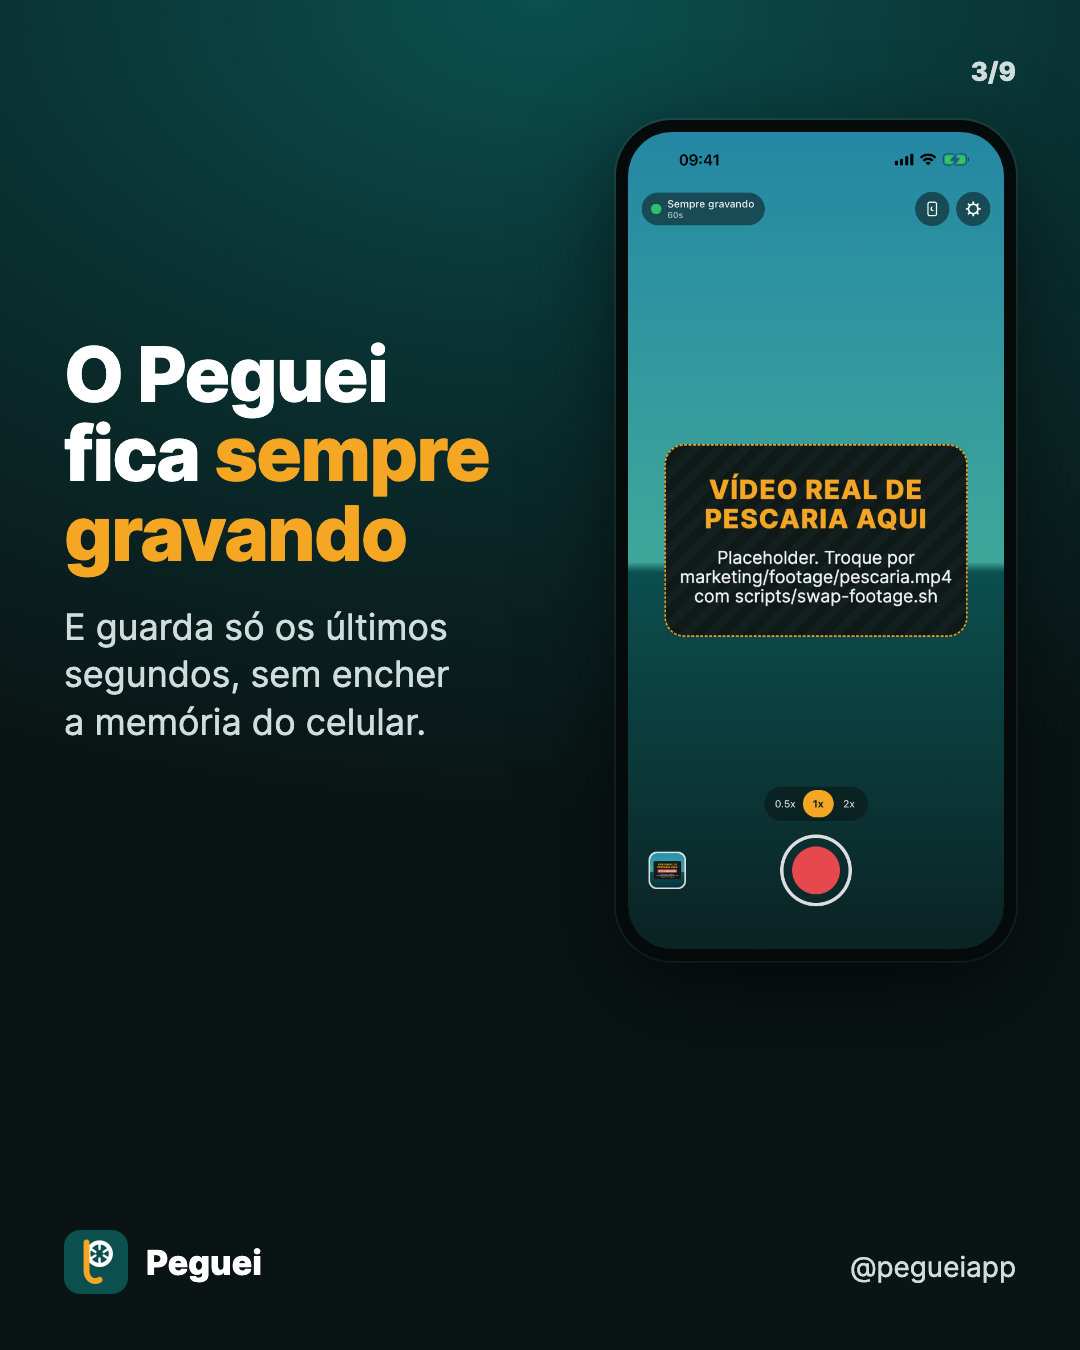 3/9
09:41
Sempre gravando
60s
O Peguei
fica sempre
gravando
E guarda só os últimos
segundos, sem encher
a memória do celular.
VÍDEO REAL DE
PESCARIA AQUI
Placeholder. Troque por
marketing/footage/pescaria.mp4
com scripts/swap-footage.sh
0.5x 1x 2x
Peguei
@pegueiapp